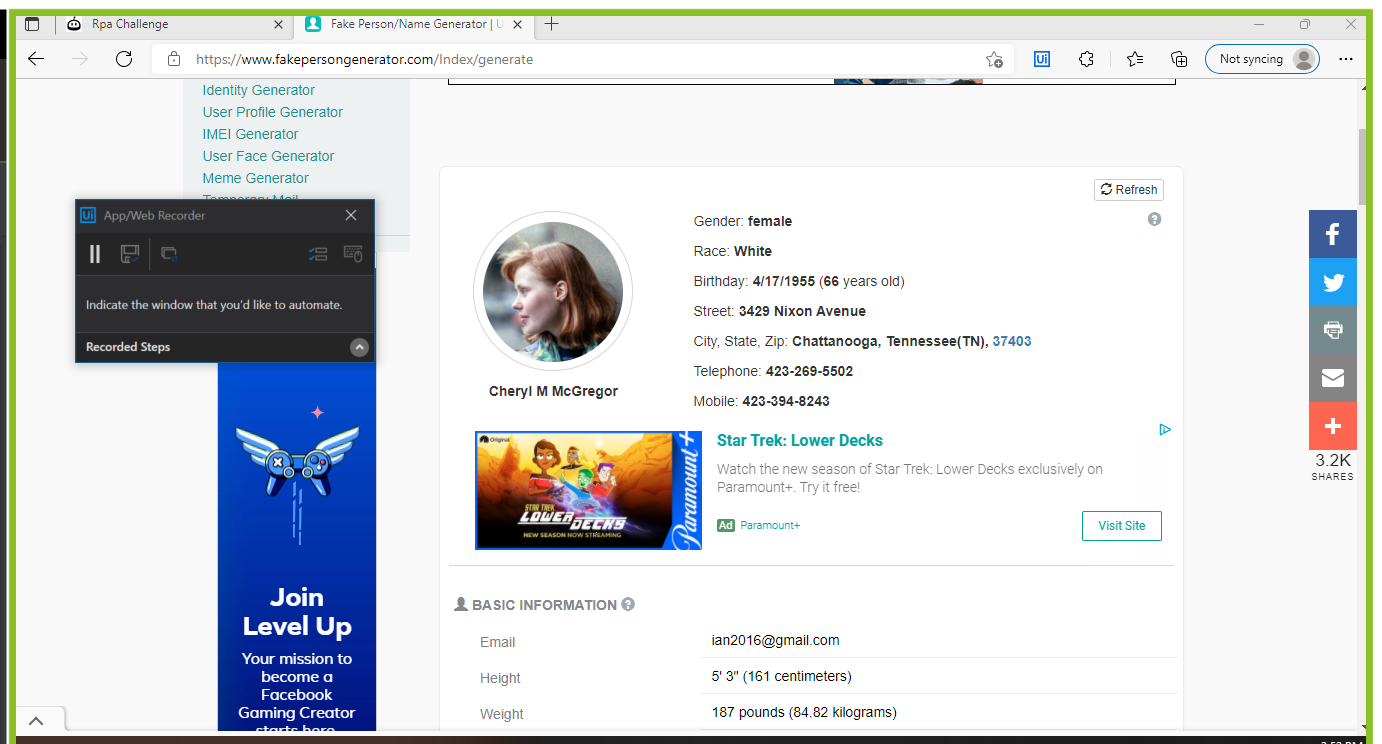 Rpa Challenge
Fake Person/Name Generator | U
https://www.fakepersongenerator.com/Index/generate
Ui
Not syncing
Identity Generator
User Profile Generator
IMEI Generator
User Face Generator
Meme Generator
Temporary Mail
Ui App/Web Recorder
Indicate the window that you'd like to automate.
Recorded Steps
Join
Level Up
Your mission to
become a
Facebook
Gaming Creator
starts here
Refresh
Cheryl M McGregor
Gender: female
Race: White
Birthday: 4/17/1955 (66 years old)
Street: 3429 Nixon Avenue
City, State, Zip: Chattanooga, Tennessee(TN), 37403
Telephone: 423-269-5502
Mobile: 423-394-8243
Original
STAR TREK
LOWER DECKS
NEW SEASON NOW STREAMING
Paramount+
Star Trek: Lower Decks
Watch the new season of Star Trek: Lower Decks exclusively on
Paramount+. Try it free!
Ad Paramount+
Visit Site
BASIC INFORMATION
Email ian2016@gmail.com
Height 5' 3" (161 centimeters)
Weight 187 pounds (84.82 kilograms)
3.2K
SHARES